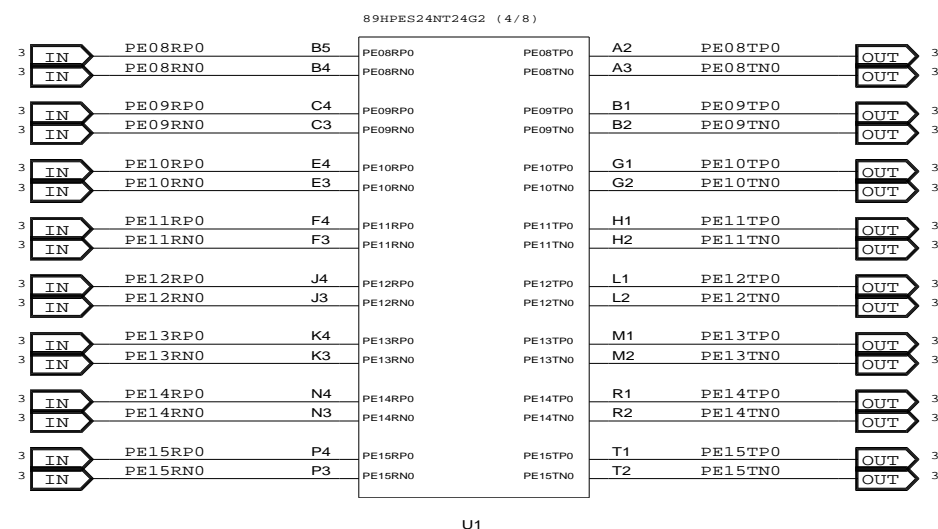 89HPES24NT24G2 (4/8)
3 IN PE08RP0 B5 PE08RP0 PE08TP0 A2 PE08TP0 OUT 3
3 IN PE08RN0 B4 PE08RN0 PE08TN0 A3 PE08TN0 OUT 3
3 IN PE09RP0 C4 PE09RP0 PE09TP0 B1 PE09TP0 OUT 3
3 IN PE09RN0 C3 PE09RN0 PE09TN0 B2 PE09TN0 OUT 3
3 IN PE10RP0 E4 PE10RP0 PE10TP0 G1 PE10TP0 OUT 3
3 IN PE10RN0 E3 PE10RN0 PE10TN0 G2 PE10TN0 OUT 3
3 IN PE11RP0 F4 PE11RP0 PE11TP0 H1 PE11TP0 OUT 3
3 IN PE11RN0 F3 PE11RN0 PE11TN0 H2 PE11TN0 OUT 3
3 IN PE12RP0 J4 PE12RP0 PE12TP0 L1 PE12TP0 OUT 3
3 IN PE12RN0 J3 PE12RN0 PE12TN0 L2 PE12TN0 OUT 3
3 IN PE13RP0 K4 PE13RP0 PE13TP0 M1 PE13TP0 OUT 3
3 IN PE13RN0 K3 PE13RN0 PE13TN0 M2 PE13TN0 OUT 3
3 IN PE14RP0 N4 PE14RP0 PE14TP0 R1 PE14TP0 OUT 3
3 IN PE14RN0 N3 PE14RN0 PE14TN0 R2 PE14TN0 OUT 3
3 IN PE15RP0 P4 PE15RP0 PE15TP0 T1 PE15TP0 OUT 3
3 IN PE15RN0 P3 PE15RN0 PE15TN0 T2 PE15TN0 OUT 3
U1